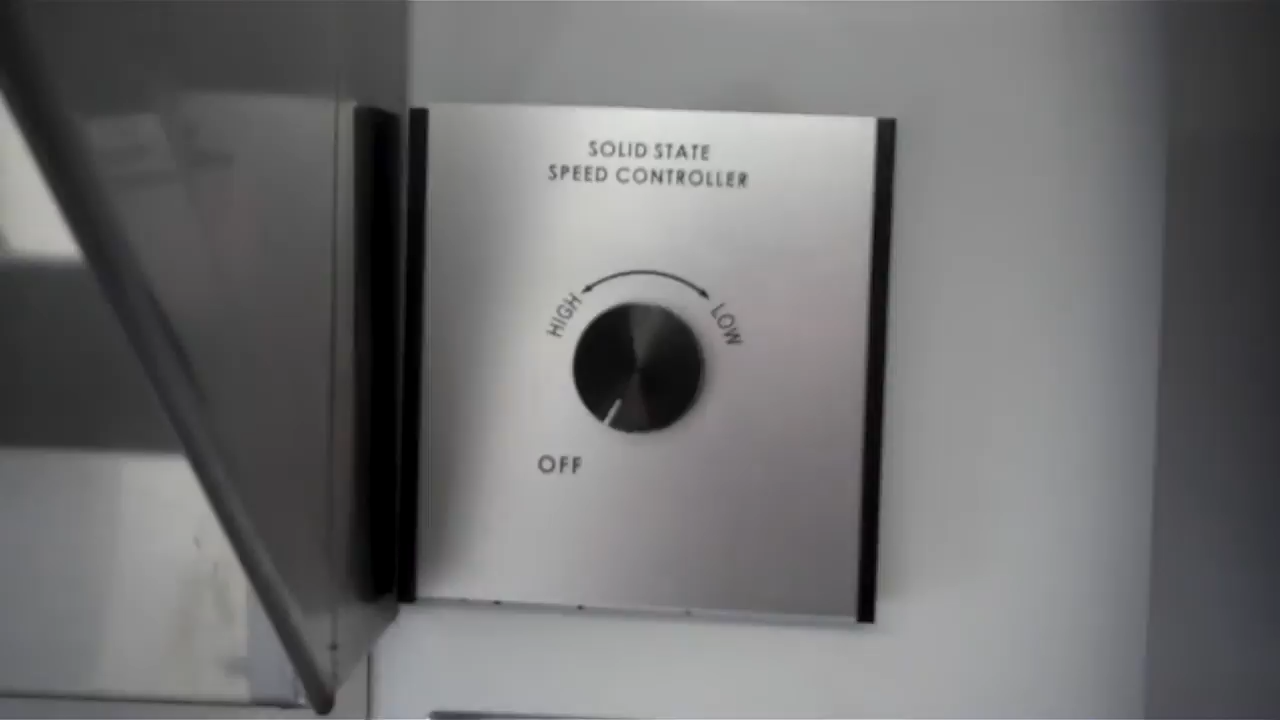 SOLID STATE
SPEED CONTROLLER
HIGH
LOW
OFF